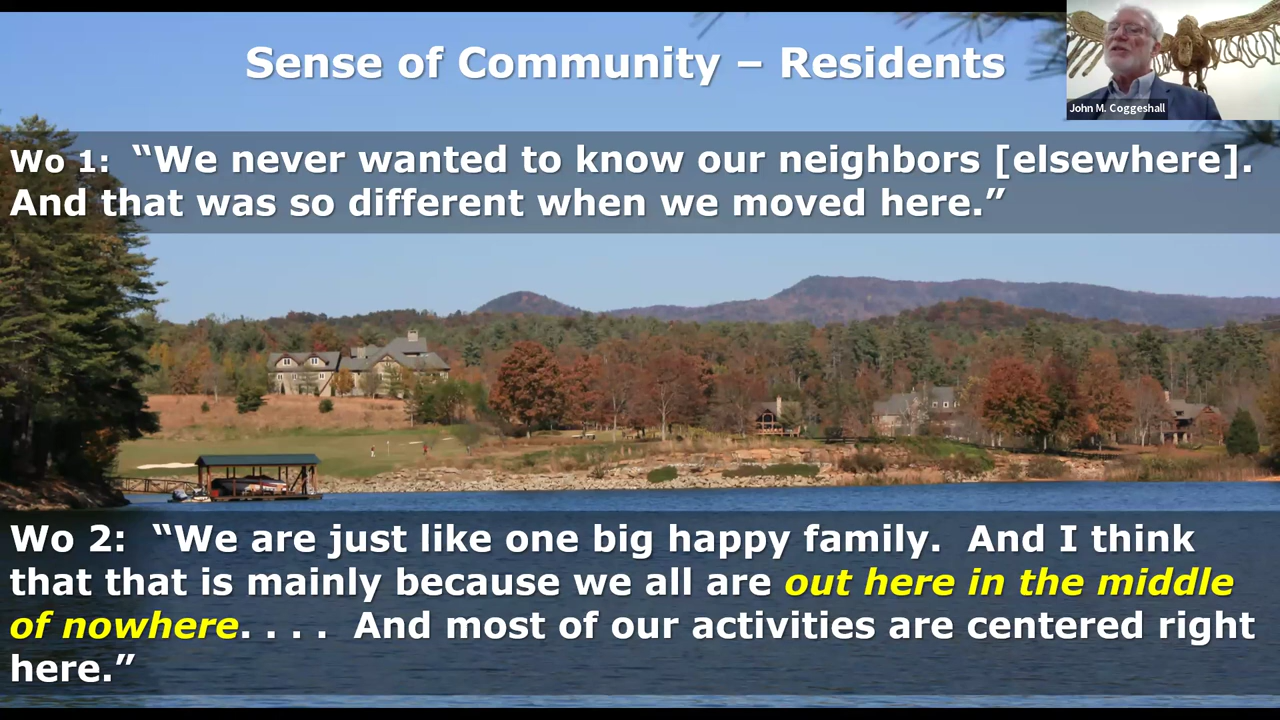 Sense of Community – Residents
John M. Coggeshall
Wo 1:  “We never wanted to know our neighbors [elsewhere].
And that was so different when we moved here.”
Wo 2:  “We are just like one big happy family.  And I think
that that is mainly because we all are out here in the middle
of nowhere. . . .  And most of our activities are centered right
here.”